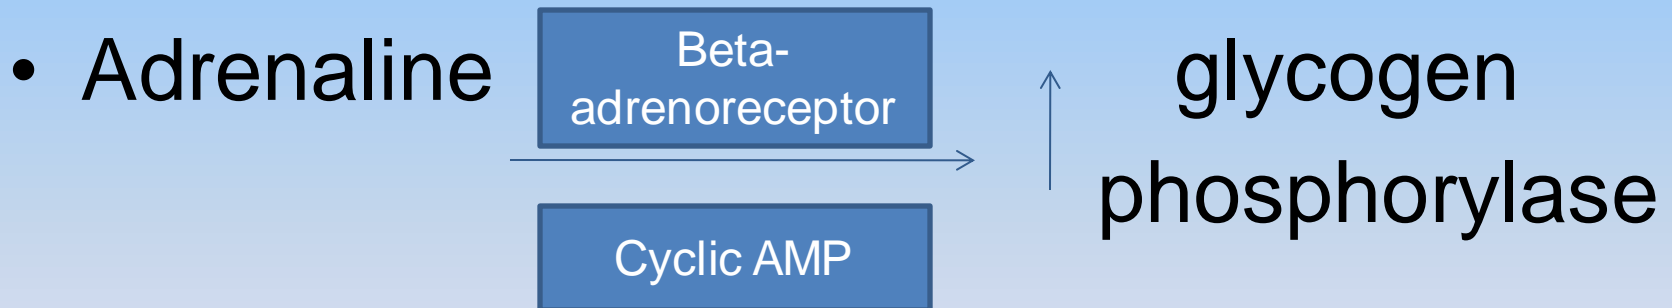 • Adrenaline
Beta-
adrenoreceptor
Cyclic AMP
glycogen
phosphorylase